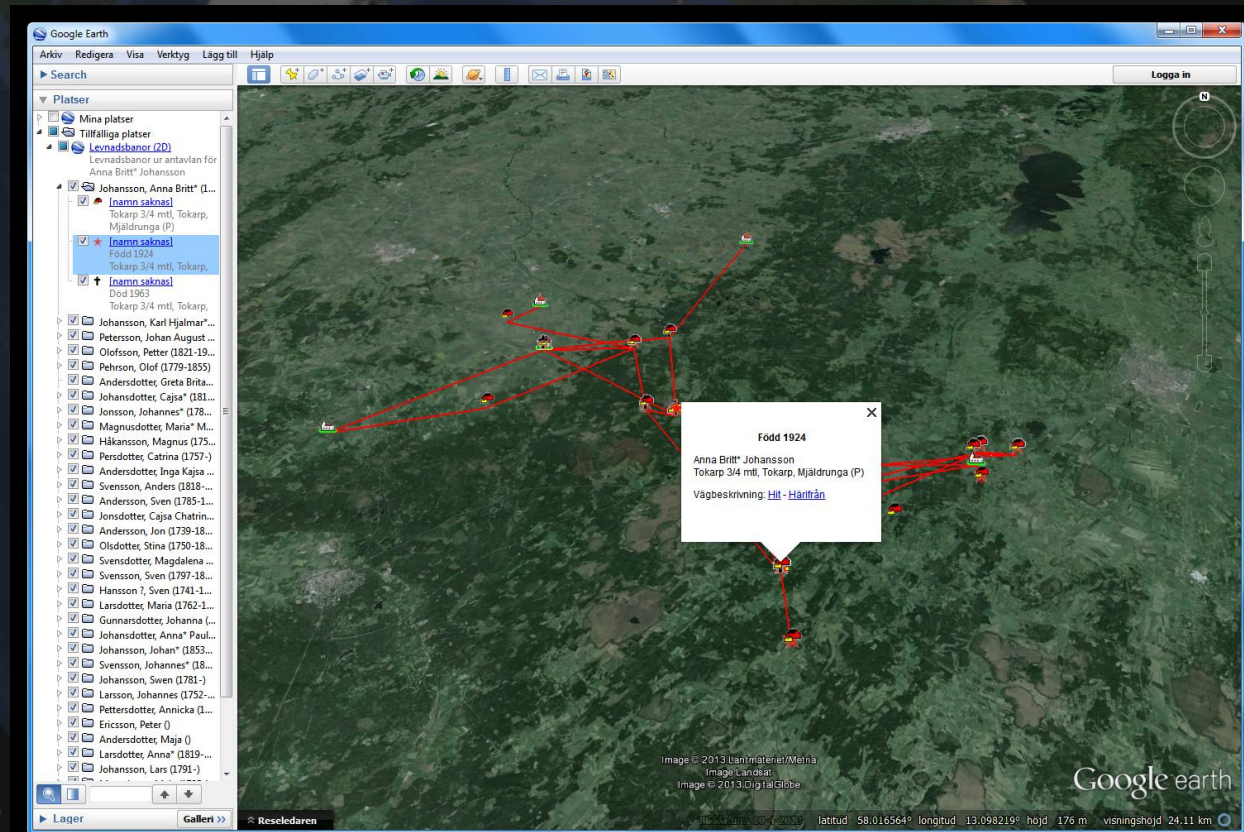 Google Earth
Arkiv Redigera Visa Verktyg Lägg till Hjälp
Search
Logga in
Platser
Mina platser
Tillfälliga platser
Levnadsbanor (2D)
Levnadsbanor ur antavlan för
Anna Britt* Johansson
Johansson, Anna Britt* (1...
[namn saknas]
Tokarp 3/4 mtl, Tokarp,
Mjäldrunga (P)
[namn saknas]
Född 1924
Tokarp 3/4 mtl, Tokarp,
[namn saknas]
Död 1963
Tokarp 3/4 mtl, Tokarp,
Johansson, Karl Hjalmar*...
Petersson, Johan August ...
Olofsson, Petter (1821-19...
Pehrson, Olof (1779-1855)
Andersdotter, Greta Brita...
Johansdotter, Cajsa* (181...
Jonsson, Johannes* (178...
Magnusdotter, Maria* M...
Håkansson, Magnus (175...
Persdotter, Catrina (1757-)
Andersdotter, Inga Kajsa ...
Svensson, Anders (1818-...
Andersson, Sven (1785-1...
Jonsdotter, Cajsa Chatrin...
Andersson, Jon (1739-18...
Olsdotter, Stina (1750-18...
Svensdotter, Magdalena ...
Svensson, Sven (1797-18...
Hansson ?, Sven (1741-1...
Larsdotter, Maria (1762-1...
Gunnarsdotter, Johanna (...
Johansdotter, Anna* Paul...
Johansson, Johan* (1853...
Svensson, Johannes* (18...
Johansson, Swen (1781-)
Larsson, Johannes (1752-...
Pettersdotter, Annicka (1...
Ericsson, Peter ()
Andersdotter, Maja ()
Larsdotter, Anna* (1819-...
Johansson, Lars (1791-)
Lager
Galleri >>
N
Född 1924
Anna Britt* Johansson
Tokarp 3/4 mtl, Tokarp, Mjäldrunga (P)
Vägbeskrivning: Hit - Härifrån
Image © 2013 Lantmäteriet/Metria
Image Landsat
Image © 2013 DigitalGlobe
Google earth
Reseledaren
latitud 58.016564° longitud 13.098219° höjd 176 m visningshöjd 24.11 km